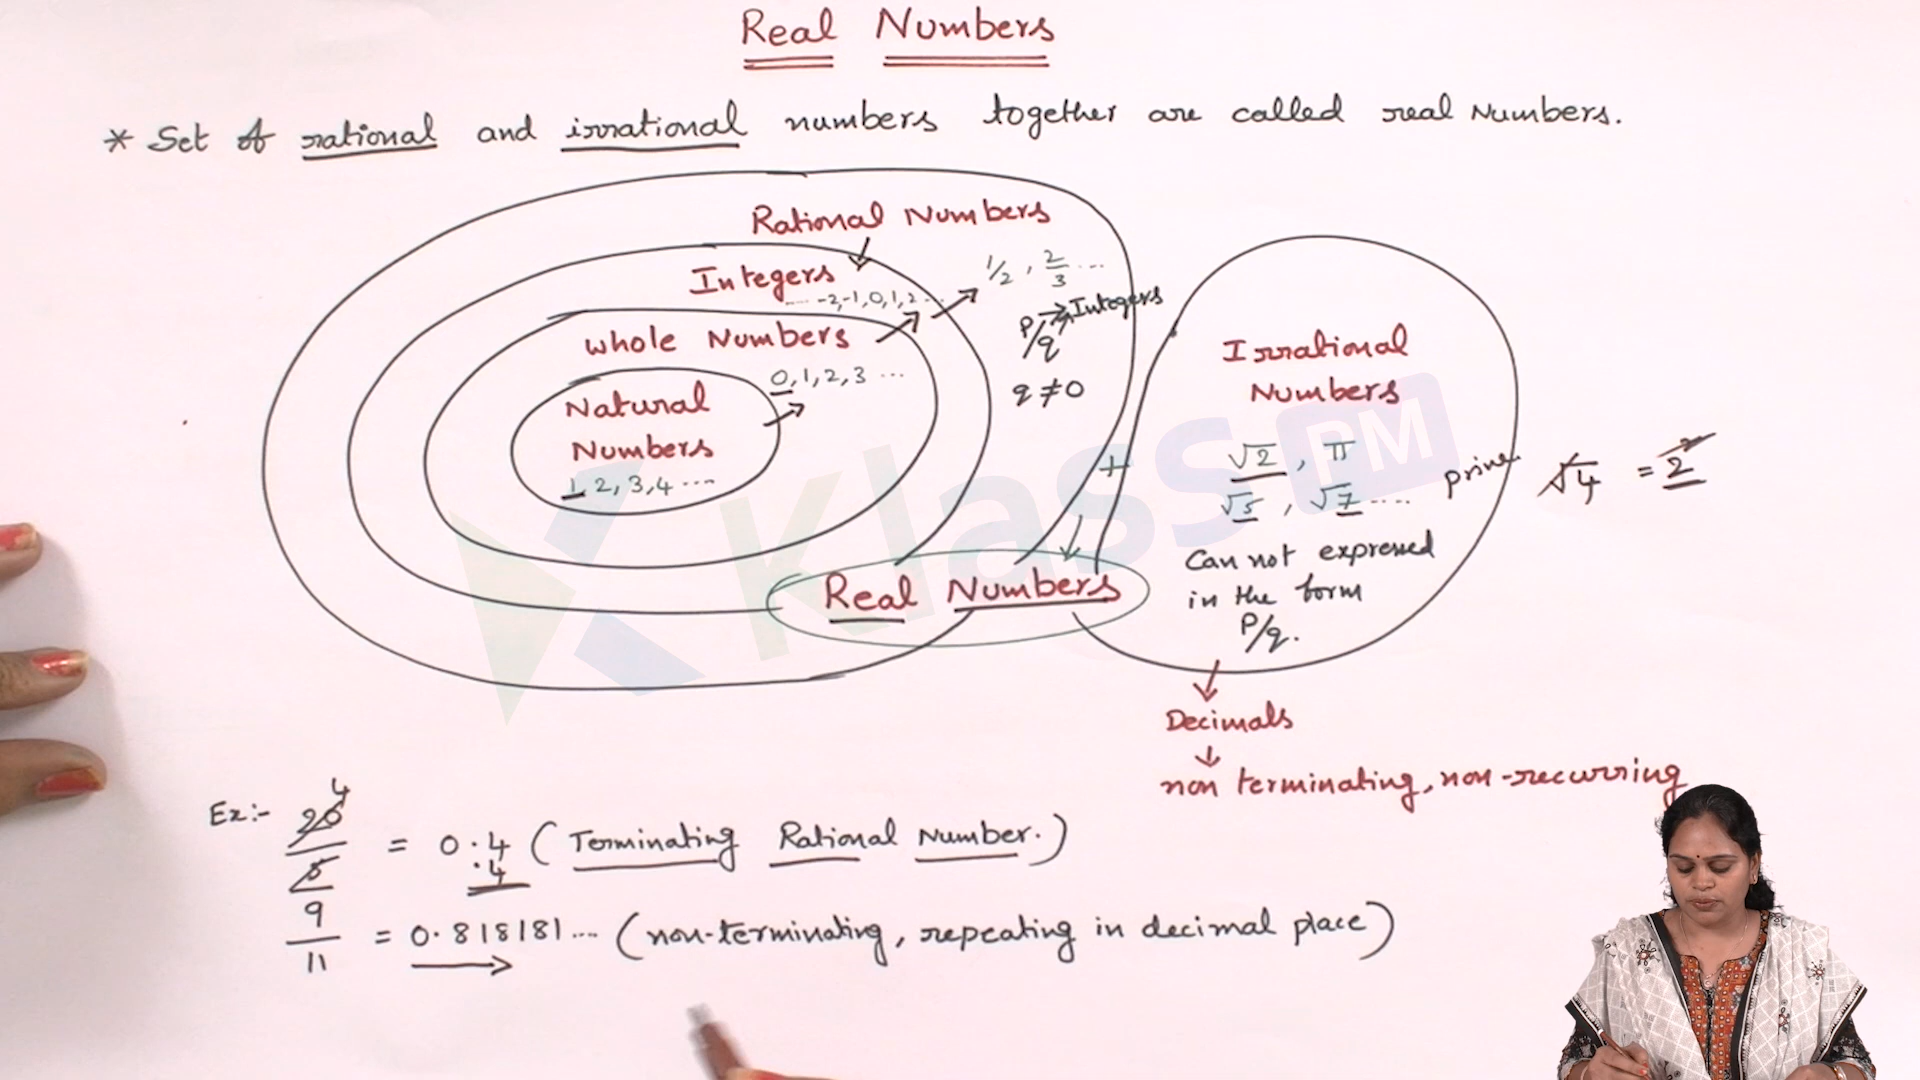 Real Numbers
* Set of rational and irrational numbers together are called real Numbers.
Rational Numbers
Integers
.... -2,-1,0,1,2 ..
1/2 , 2/3 ...
P/q → Integers
q ≠ 0
Whole Numbers
0,1,2,3 ...
Natural
Numbers
1, 2, 3, 4 ....
Irrational
Numbers
√2 , π
√5 , √7 .....
prime
√4 = 2
Can not expressed
in the form
P/q.
+
Real Numbers
Decimals
non terminating, non-recurring
Klass PM
Ex:- 20/5 = 0.4 (Terminating Rational Number.)
4
.4
9/11 = 0.818181.... (non-terminating, repeating in decimal place)